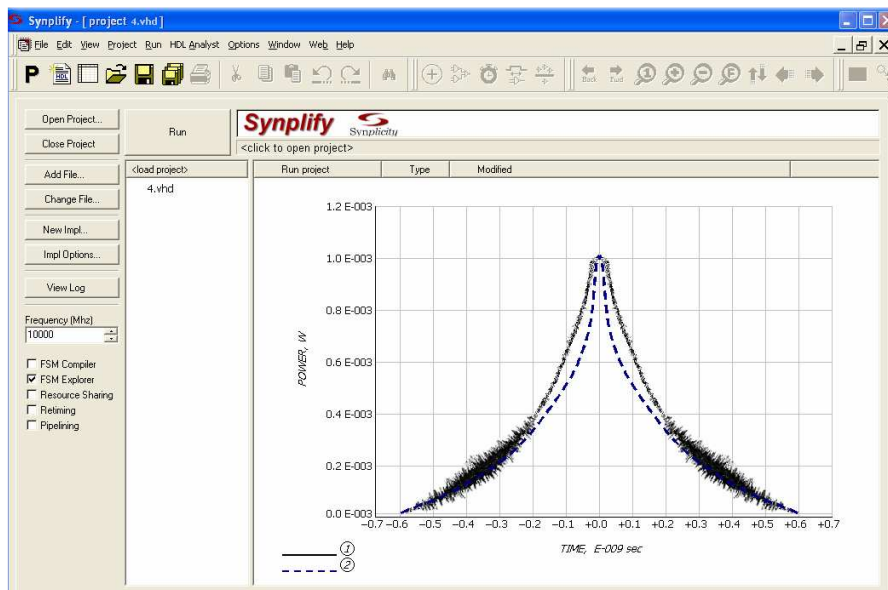 Synplify - [ project 4.vhd ]
File Edit View Project Run HDL Analyst Options Window Web Help
P HDL Back
Open Project...
Close Project
Run
Synplify Synplicity
<click to open project>
Add File...
Change File...
New Impl...
Impl Options...
View Log
Frequency (Mhz)
10000
FSM Compiler
FSM Explorer
Resource Sharing
Retiming
Pipelining
<load project>
4.vhd
Run project Type Modified
1.2 E-003
1.0 E-003
0.8 E-003
0.6 E-003
0.4 E-003
0.2 E-003
0.0 E-003
POWER, W
−0.7 −0.6 −0.5 −0.4 −0.3 −0.2 −0.1 +0.0 +0.1 +0.2 +0.3 +0.4 +0.5 +0.6 +0.7
TIME, E-009 sec
1
2